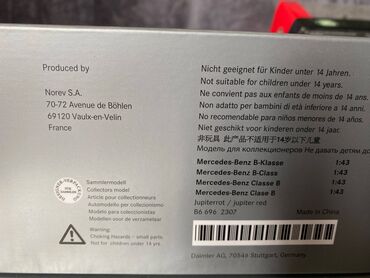 Produced by
Norev S.A.
70-72 Avenue de Böhlen
69120 Vaulx-en-Velin
France
Nicht geeignet für Kinder unter 14 Jahren.
Not suitable for children under 14 years.
Ne convient pas aux enfants de moins de 14 ans.
Non adatto per bambini di età inferiore a 14 anni.
No recomendado para niños menores de 14 años.
Niet geschikt voor kinderen onder 14 jaar.
非玩具 此产品不适用于14岁以下儿童
Модель для коллекционеров Не давать детям до
Mercedes-Benz B-Klasse 1:43
Mercedes-Benz B-Class 1:43
Mercedes-Benz Classe B 1:43
Mercedes-Benz Clase B 1:43
Jupiterrot / jupiter red
B6 696 2307 Made in China
Daimler AG, 70546 Stuttgart, Germany
Sammlermodell
Collectors model
Article pour collectionneurs
Automodello per collezionisti
Modelo para coleccionistas
Warning:
Choking Hazards - small parts
Not for children under 14 yrs.